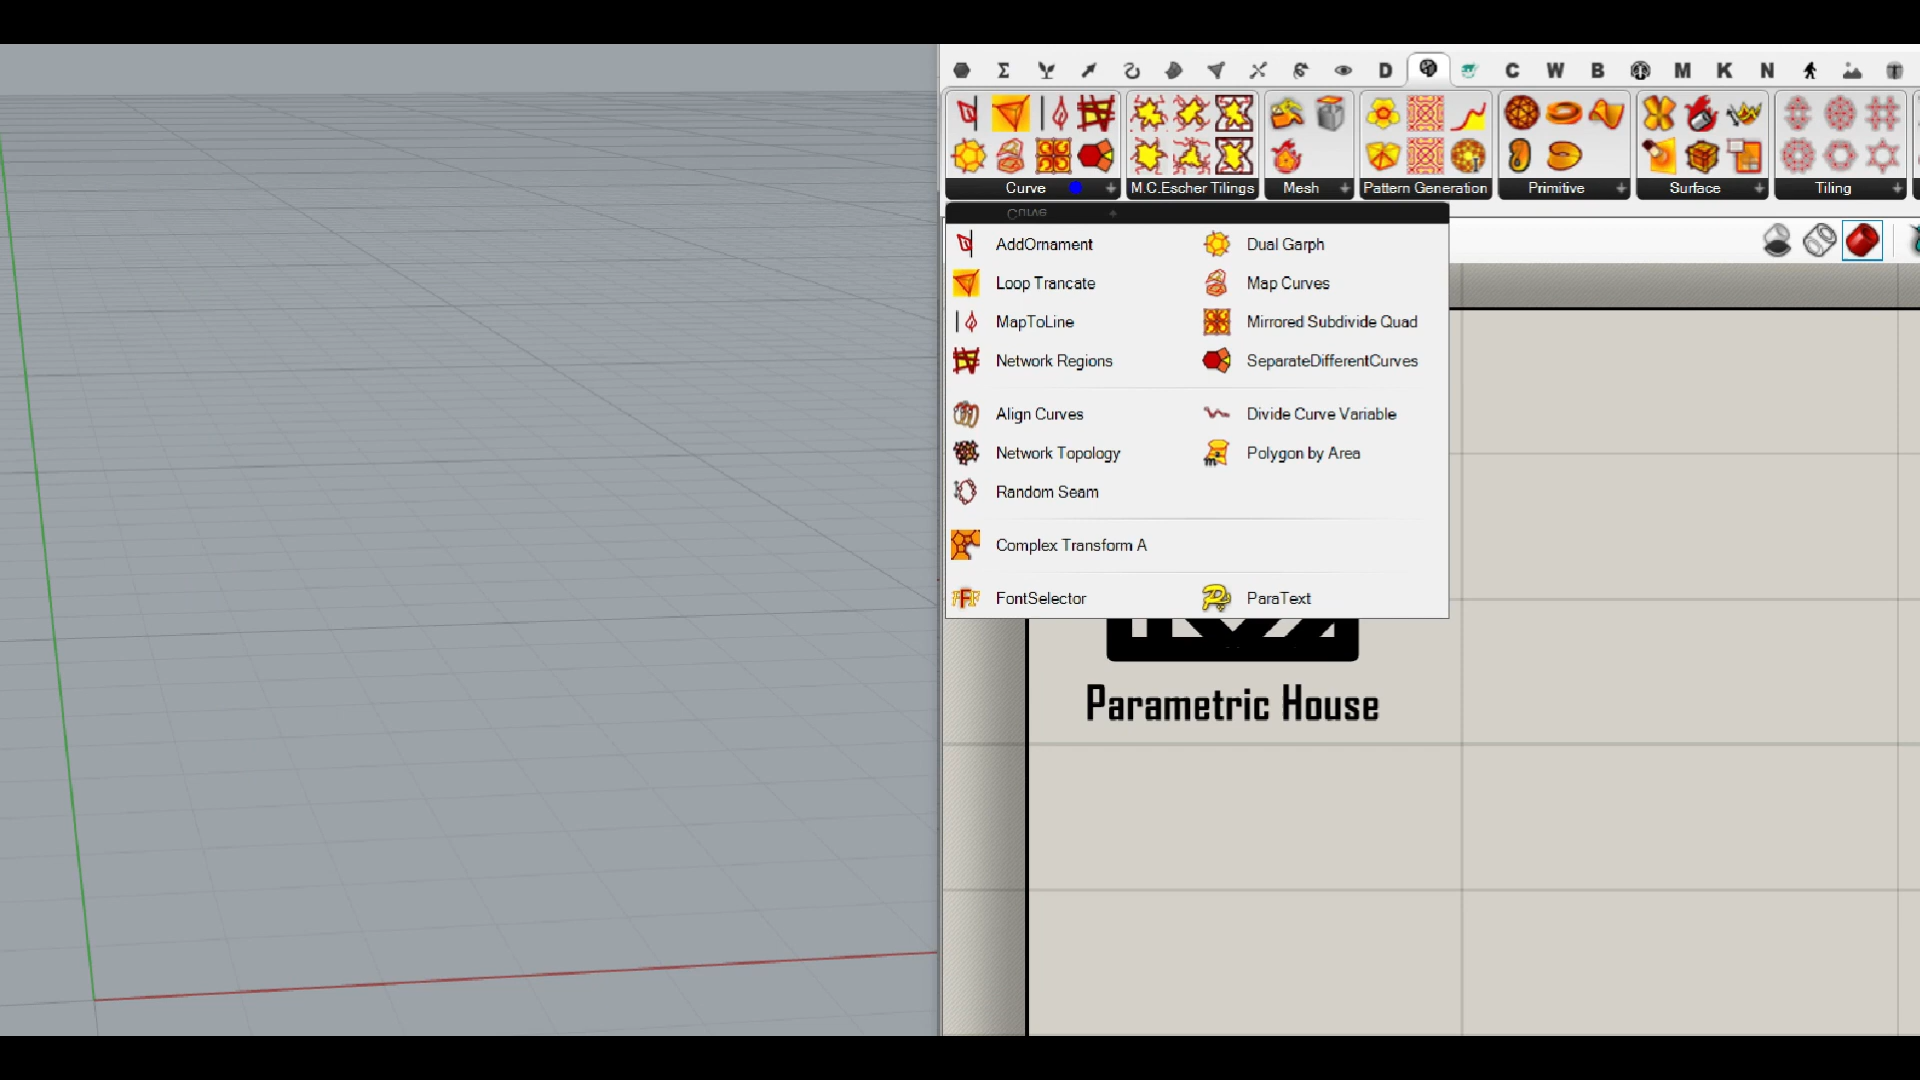 D C W B M K N
Curve M.C.Escher Tilings Mesh Pattern Generation Primitive Surface Tiling
Curve
AddOrnament Dual Garph
Loop Trancate Map Curves
MapToLine Mirrored Subdivide Quad
Network Regions SeparateDifferentCurves
Align Curves Divide Curve Variable
Network Topology Polygon by Area
Random Seam
Complex Transform A
FontSelector ParaText
Parametric House